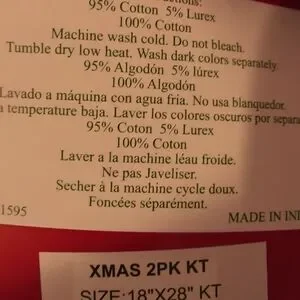 95% Cotton 5% Lurex
100% Cotton
Machine wash cold. Do not bleach.
Tumble dry low heat. Wash dark colors separately.
95% Algodón 5% lúrex
100% Algodón
Lavado a máquina con agua fria. No usa blanquedor.
a temperature baja. Laver los colores oscuros por separa
95% Coton 5% Lurex
100% Coton
Laver a la machine léau froide.
Ne pas Javeliser.
Secher à la machine cycle doux.
Foncées séparément.
1595
MADE IN IN
XMAS 2PK KT
SIZE:18"X28" KT